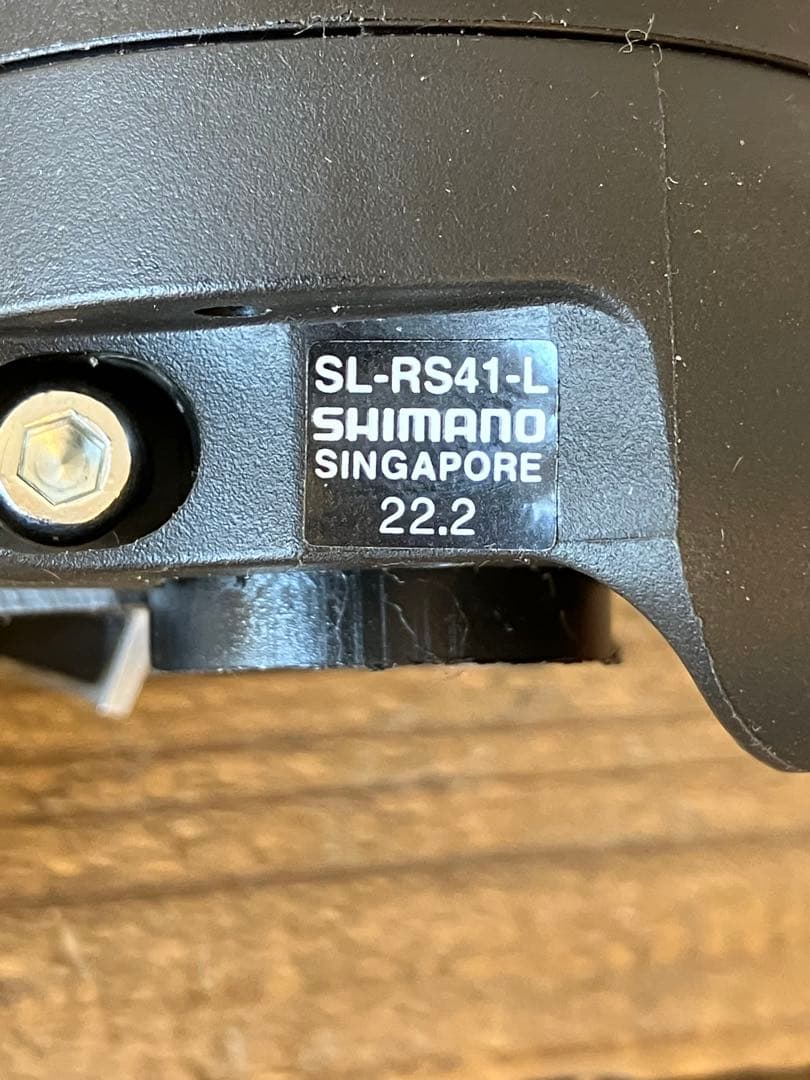 SL-RS41-L
SHIMANO
SINGAPORE
22.2